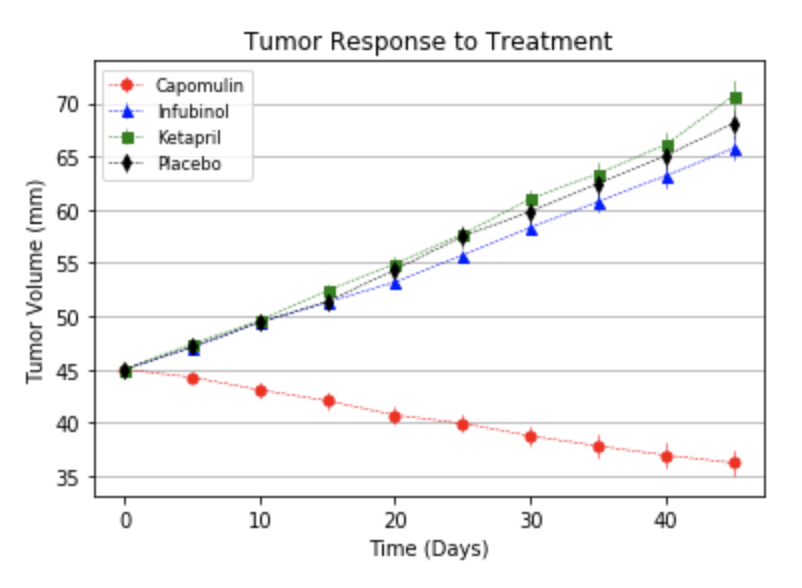 Tumor Response to Treatment
Capomulin
Infubinol
Ketapril
Placebo
Tumor Volume (mm)
70
65
60
55
50
45
40
35
0 10 20 30 40
Time (Days)